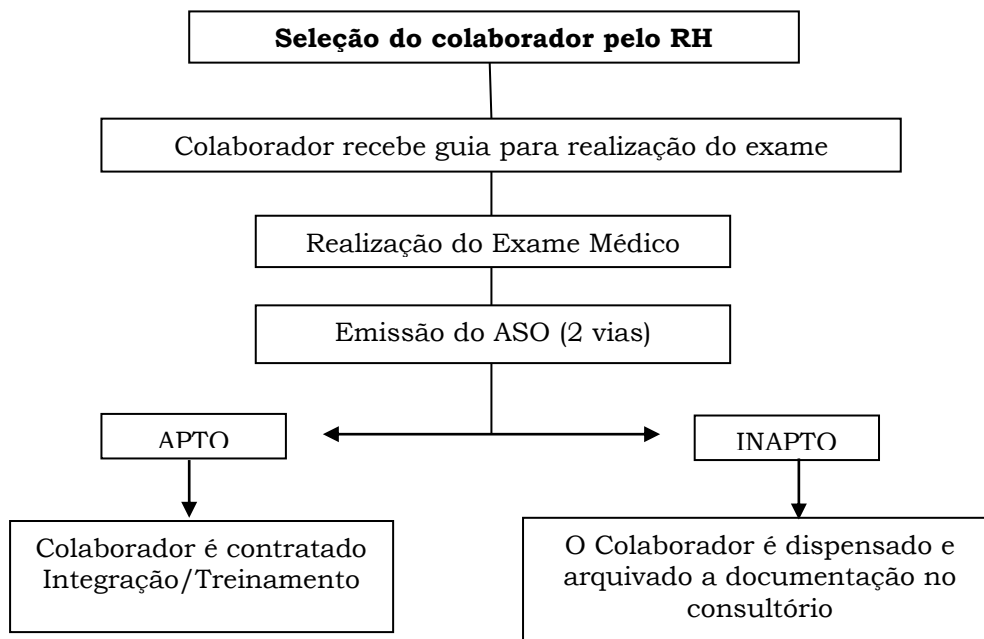 Seleção do colaborador pelo RH
Colaborador recebe guia para realização do exame
Realização do Exame Médico
Emissão do ASO (2 vias)
APTO
INAPTO
Colaborador é contratado
Integração/Treinamento
O Colaborador é dispensado e
arquivado a documentação no
consultório